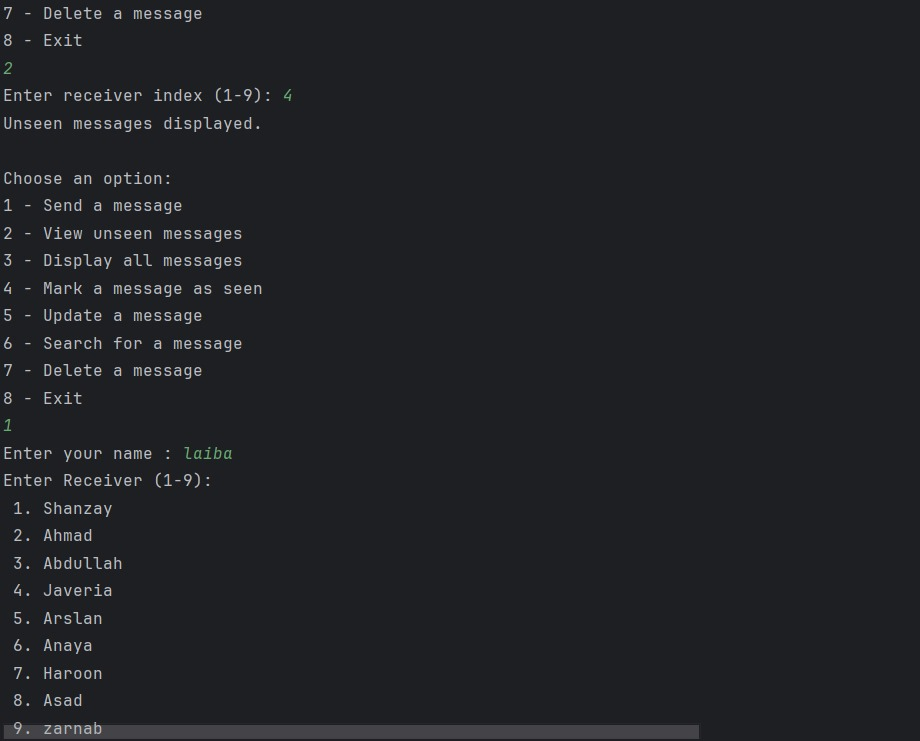 7 - Delete a message
8 - Exit
2
Enter receiver index (1-9): 4
Unseen messages displayed.
Choose an option:
1 - Send a message
2 - View unseen messages
3 - Display all messages
4 - Mark a message as seen
5 - Update a message
6 - Search for a message
7 - Delete a message
8 - Exit
1
Enter your name : laiba
Enter Receiver (1-9):
1. Shanzay
2. Ahmad
3. Abdullah
4. Javeria
5. Arslan
6. Anaya
7. Haroon
8. Asad
9. zarnab